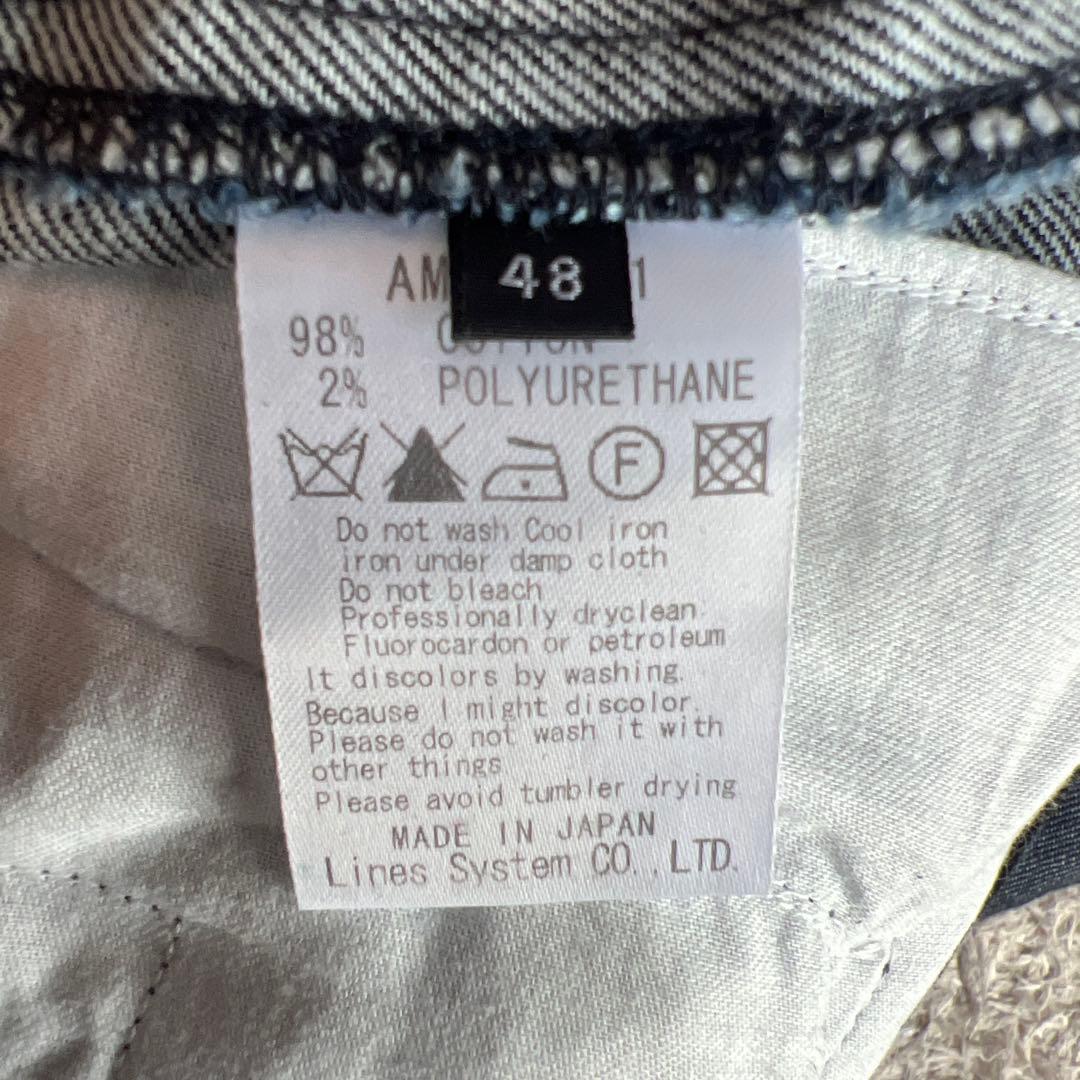 48
98% COTTON
2% POLYURETHANE
F
Do not wash Cool iron
iron under damp cloth
Do not bleach
Professionally dryclean
Fluorocardon or petroleum
It discolors by washing.
Because I might discolor.
Please do not wash it with
other things
Please avoid tumbler drying
MADE IN JAPAN
Lines System CO.,LTD.